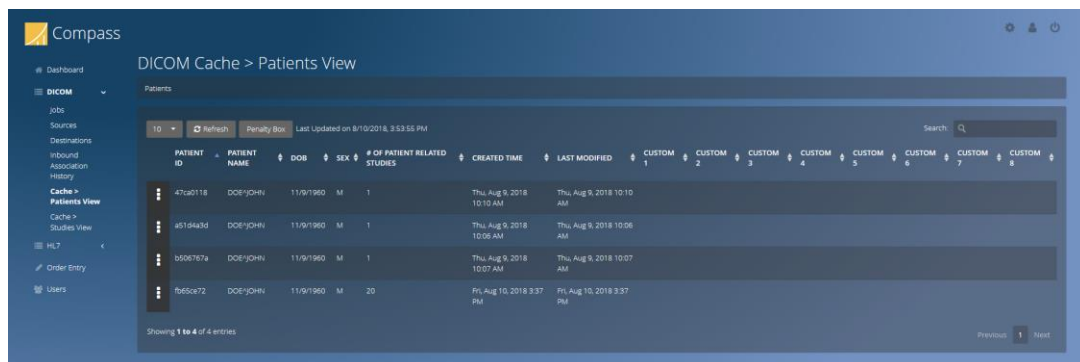 Compass
Dashboard
DICOM
Jobs
Sources
Destinations
Inbound
Association
History
Cache >
Patients View
Cache >
Studies View
HL7
Order Entry
Users
DICOM Cache > Patients View
Patients
10 Refresh Penalty Box Last Updated on 8/10/2018, 3:53:55 PM Search:
PATIENT ID PATIENT NAME DOB SEX # OF PATIENT RELATED STUDIES CREATED TIME LAST MODIFIED CUSTOM 1 CUSTOM 2 CUSTOM 3 CUSTOM 4 CUSTOM 5 CUSTOM 6 CUSTOM 7 CUSTOM 8
47ca0118 DOE^JOHN 11/9/1960 M 1 Thu, Aug 9, 2018 10:10 AM Thu, Aug 9, 2018 10:10 AM
a51d4a3d DOE^JOHN 11/9/1960 M 1 Thu, Aug 9, 2018 10:06 AM Thu, Aug 9, 2018 10:06 AM
b506767a DOE^JOHN 11/9/1960 M 1 Thu, Aug 9, 2018 10:07 AM Thu, Aug 9, 2018 10:07 AM
fb65ce72 DOE^JOHN 11/9/1960 M 20 Fri, Aug 10, 2018 3:37 PM Fri, Aug 10, 2018 3:37 PM
Showing 1 to 4 of 4 entries
Previous 1 Next